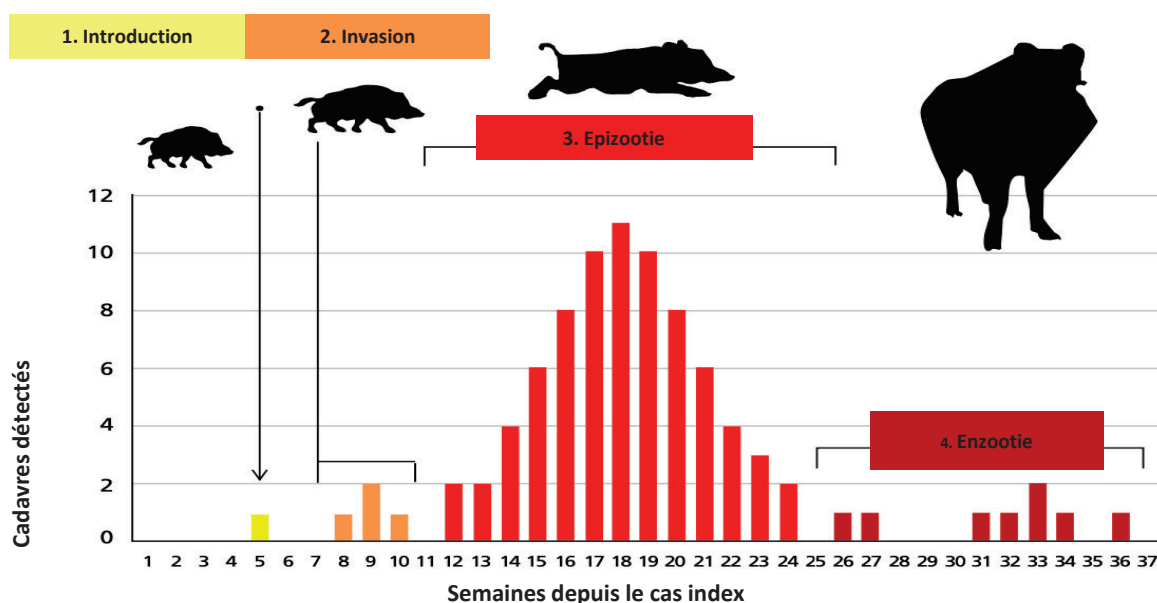 1. Introduction
2. Invasion
3. Epizootie
4. Enzootie
Cadavres détectés
12
10
8
6
4
2
0
1 2 3 4 5 6 7 8 9 10 11 12 13 14 15 16 17 18 19 20 21 22 23 24 25 26 27 28 29 30 31 32 33 34 35 36 37
Semaines depuis le cas index